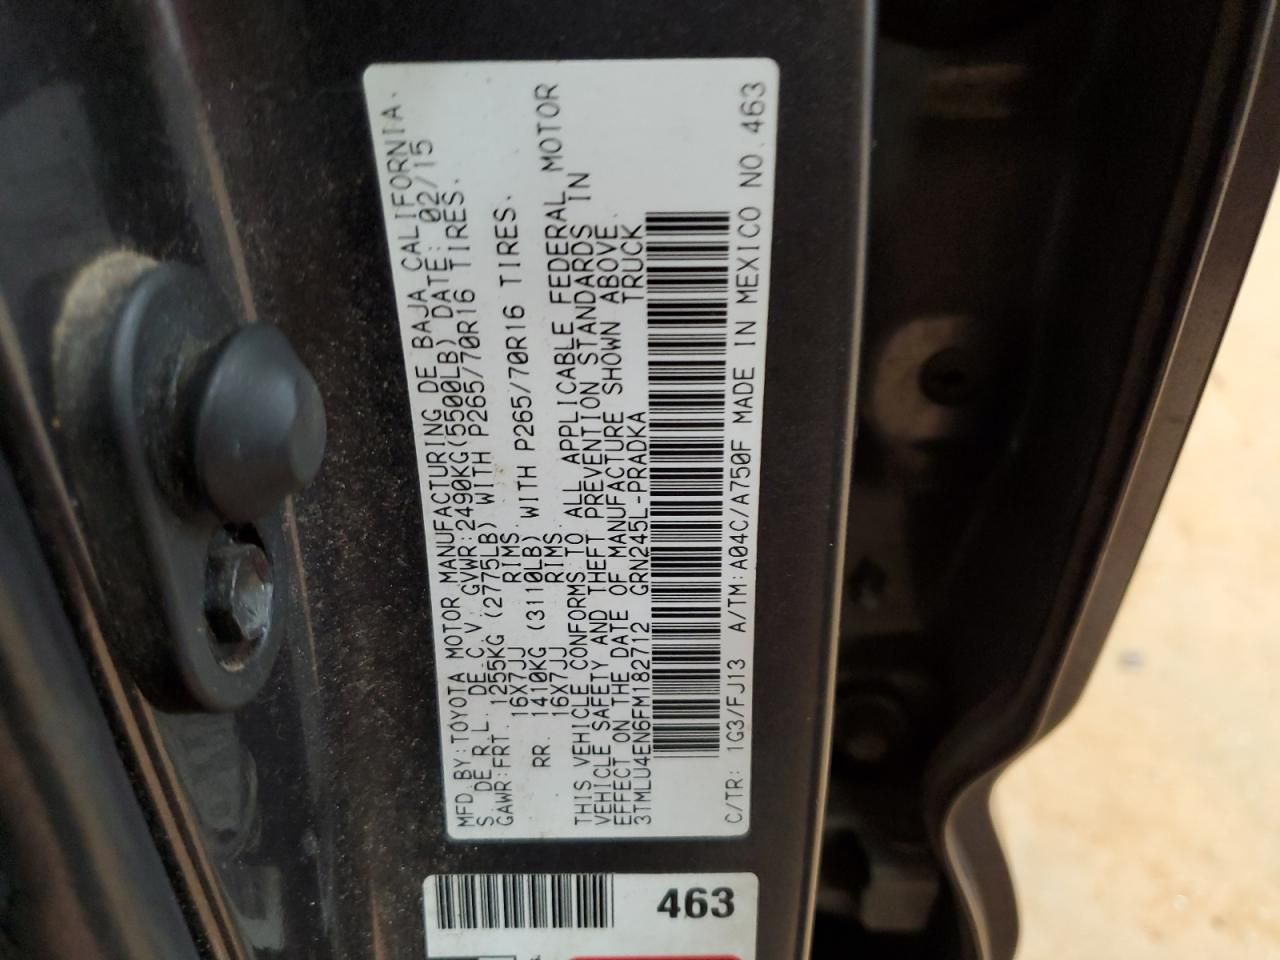 MFD.BY:TOYOTA MOTOR MANUFACTURING DE BAJA CALIFORNIA.
S. DE R.L. DE C.V. GVWR:2490KG(5500LB) DATE: 02/15
GAWR:FRT. 1255KG (2775LB) WITH P265/70R16 TIRES.
16X7JJ RIMS.
RR. 1410KG (3110LB) WITH P265/70R16 TIRES.
16X7JJ RIMS.
THIS VEHICLE CONFORMS TO ALL APPLICABLE FEDERAL MOTOR
VEHICLE SAFETY AND THEFT PREVENTION STANDARDS IN
EFFECT ON THE DATE OF MANUFACTURE SHOWN ABOVE.
3TMLU4EN6FM182712 GRN245L-PRADKA TRUCK
C/TR: 1G3/FJ13 A/TM:A04C/A750F MADE IN MEXICO NO.463
463